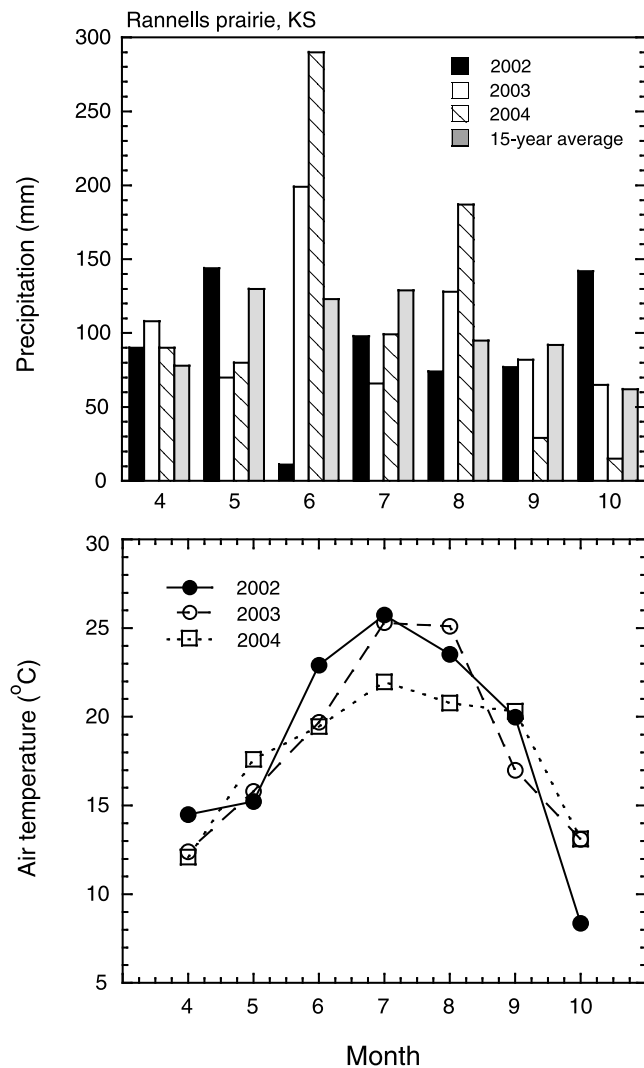 Rannells prairie, KS
300
250
200
150
100
50
0
Precipitation (mm)
2002
2003
2004
15-year average
4 5 6 7 8 9 10
30
25
20
15
10
5
Air temperature (°C)
2002
2003
2004
4 5 6 7 8 9 10
Month